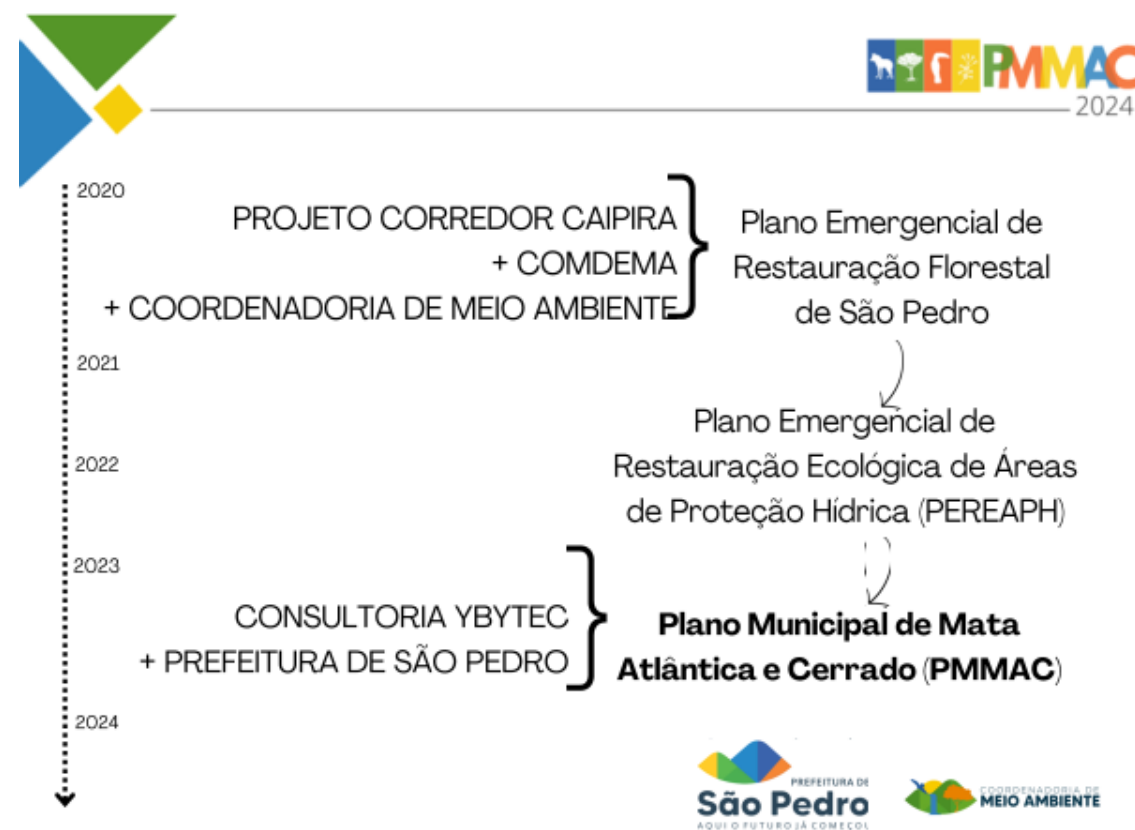 PMMAC
2024
2020
PROJETO CORREDOR CAIPIRA
+ COMDEMA
+ COORDENADORIA DE MEIO AMBIENTE
Plano Emergencial de
Restauração Florestal
de São Pedro
2021
Plano Emergencial de
Restauração Ecológica de Áreas
de Proteção Hídrica (PEREAPH)
2022
2023
CONSULTORIA YBYTEC
+ PREFEITURA DE SÃO PEDRO
Plano Municipal de Mata
Atlântica e Cerrado (PMMAC)
2024
PREFEITURA DE
São Pedro
AQUI O FUTURO JÁ COMEÇOU
COORDENADORIA DE
MEIO AMBIENTE